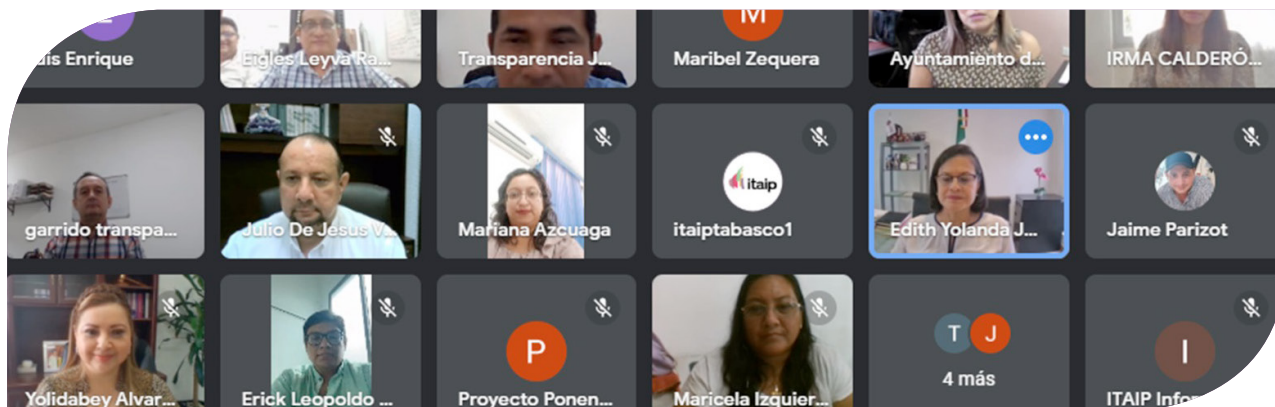 uis Enrique
Eigles Leyva Ra...
Transparencia J...
M
Maribel Zequera
Ayuntamiento d...
IRMA CALDERÓ...
garrido transpa...
Julio De Jesus V...
Mariana Azcuaga
itaip
itaiptabasco1
Edith Yolanda J...
Jaime Parizot
Yolidabey Alvar...
Erick Leopoldo ...
P
Proyecto Ponen...
Maricela Izquier...
T J
4 más
I
ITAIP Infor